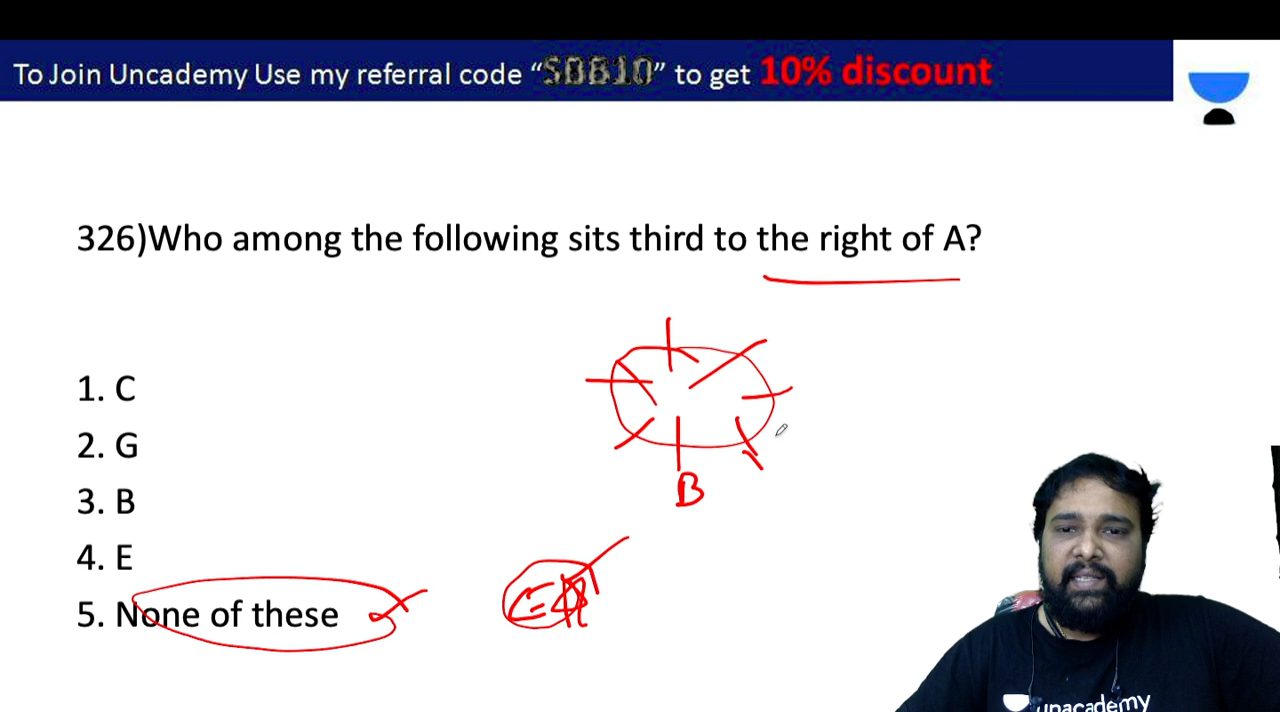 To Join Uncademy Use my referral code “SBB10” to get 10% discount
326)Who among the following sits third to the right of A?
1. C
2. G
3. B
4. E
5. None of these
B
unacademy